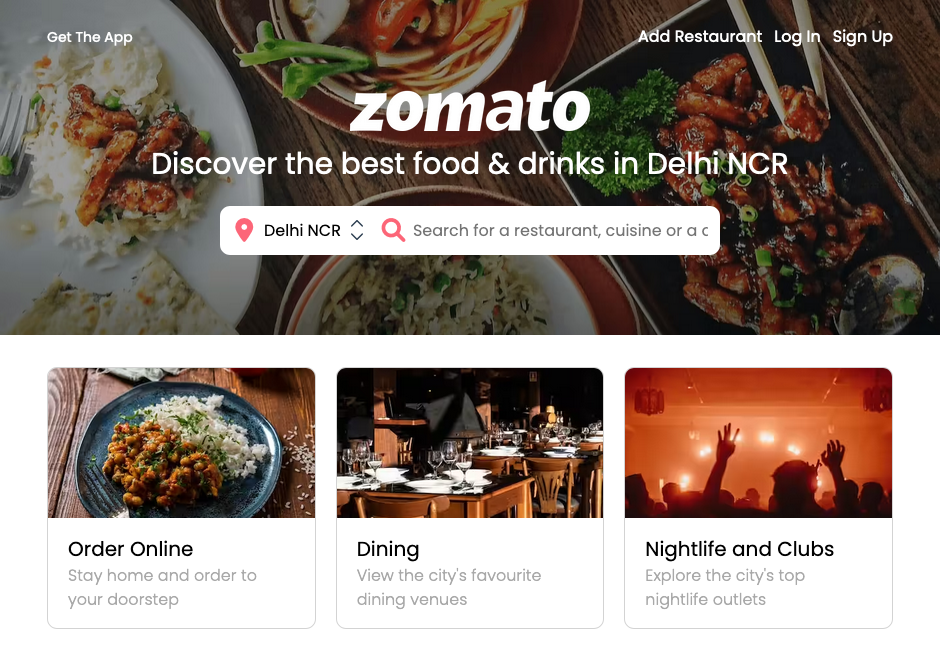 Get The App
Add Restaurant Log In Sign Up
zomato
Discover the best food & drinks in Delhi NCR
Delhi NCR
Search for a restaurant, cuisine or a
Order Online
Stay home and order to
your doorstep
Dining
View the city's favourite
dining venues
Nightlife and Clubs
Explore the city's top
nightlife outlets